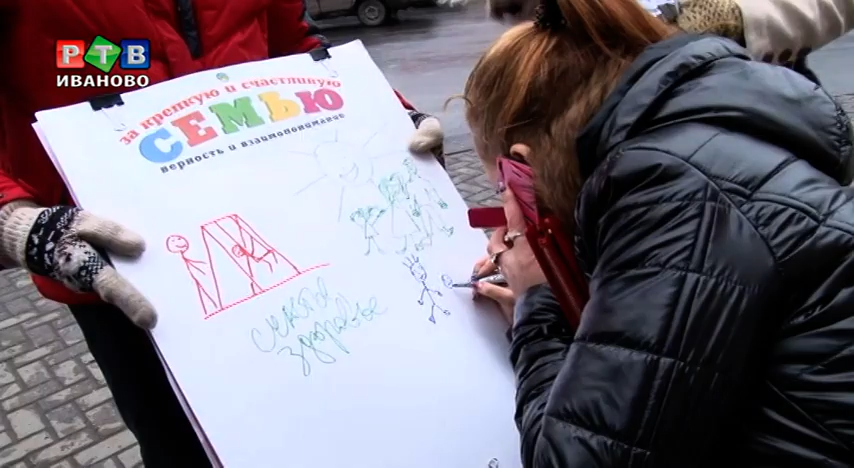 РТВ
ИВАНОВО
за крепкую и счастливую
СЕМЬЮ
верность и взаимопонимание
семья
здоровье